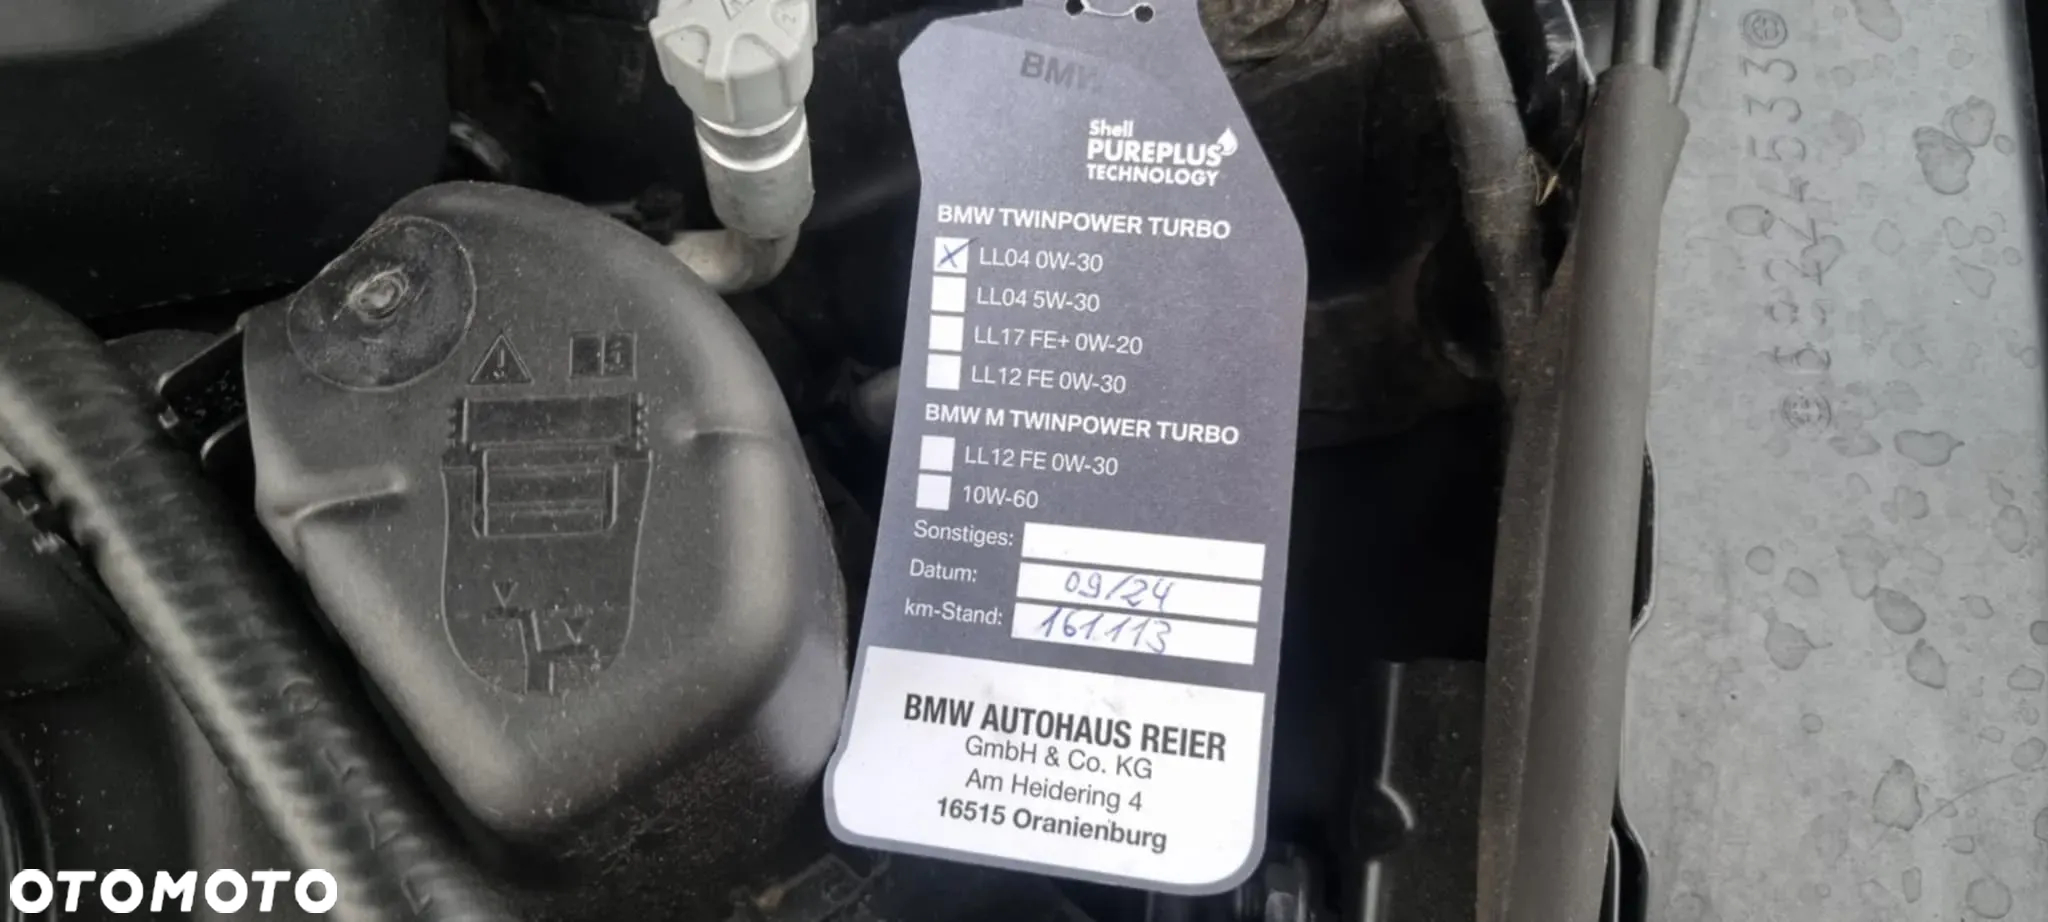 BMW
Shell
PUREPLUS
TECHNOLOGY
BMW TWINPOWER TURBO
X LL04 0W-30
LL04 5W-30
LL17 FE+ 0W-20
LL12 FE 0W-30
BMW M TWINPOWER TURBO
LL12 FE 0W-30
10W-60
Sonstiges:
Datum: 09/24
km-Stand: 161.113
BMW AUTOHAUS REIER
GmbH & Co. KG
Am Heidering 4
16515 Oranienburg
OTOMOTO